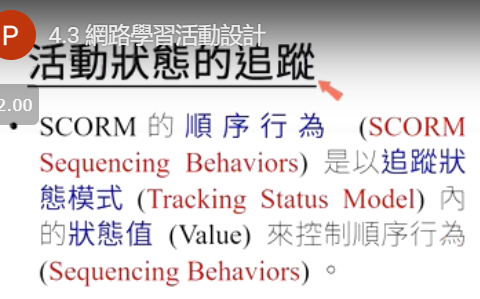 P
4.3 網路學習活動設計
活動狀態的追蹤
2.00
• SCORM 的順序行為 (SCORM
Sequencing Behaviors) 是以追蹤狀
態模式 (Tracking Status Model) 內
的狀態值 (Value) 來控制順序行為
(Sequencing Behaviors)。